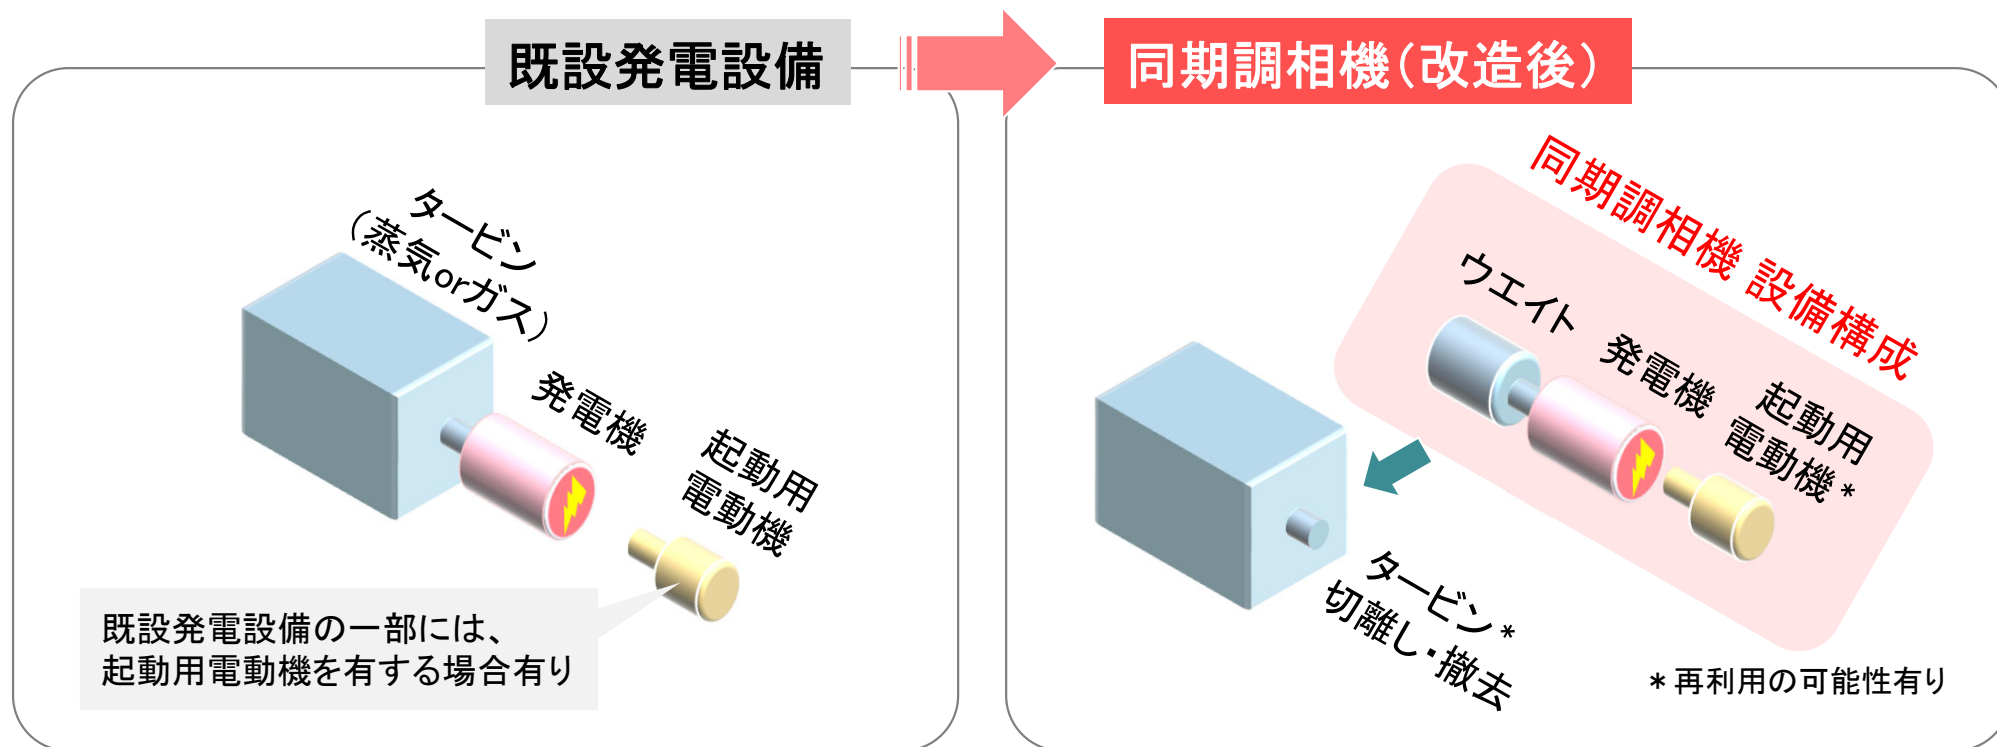 既設発電設備
同期調相機（改造後）
タービン
（蒸気orガス）
発電機
起動用
電動機
既設発電設備の一部には、
起動用電動機を有する場合有り
同期調相機 設備構成
ウエイト
発電機
起動用
電動機*
タービン*
切離し・撤去
*再利用の可能性有り